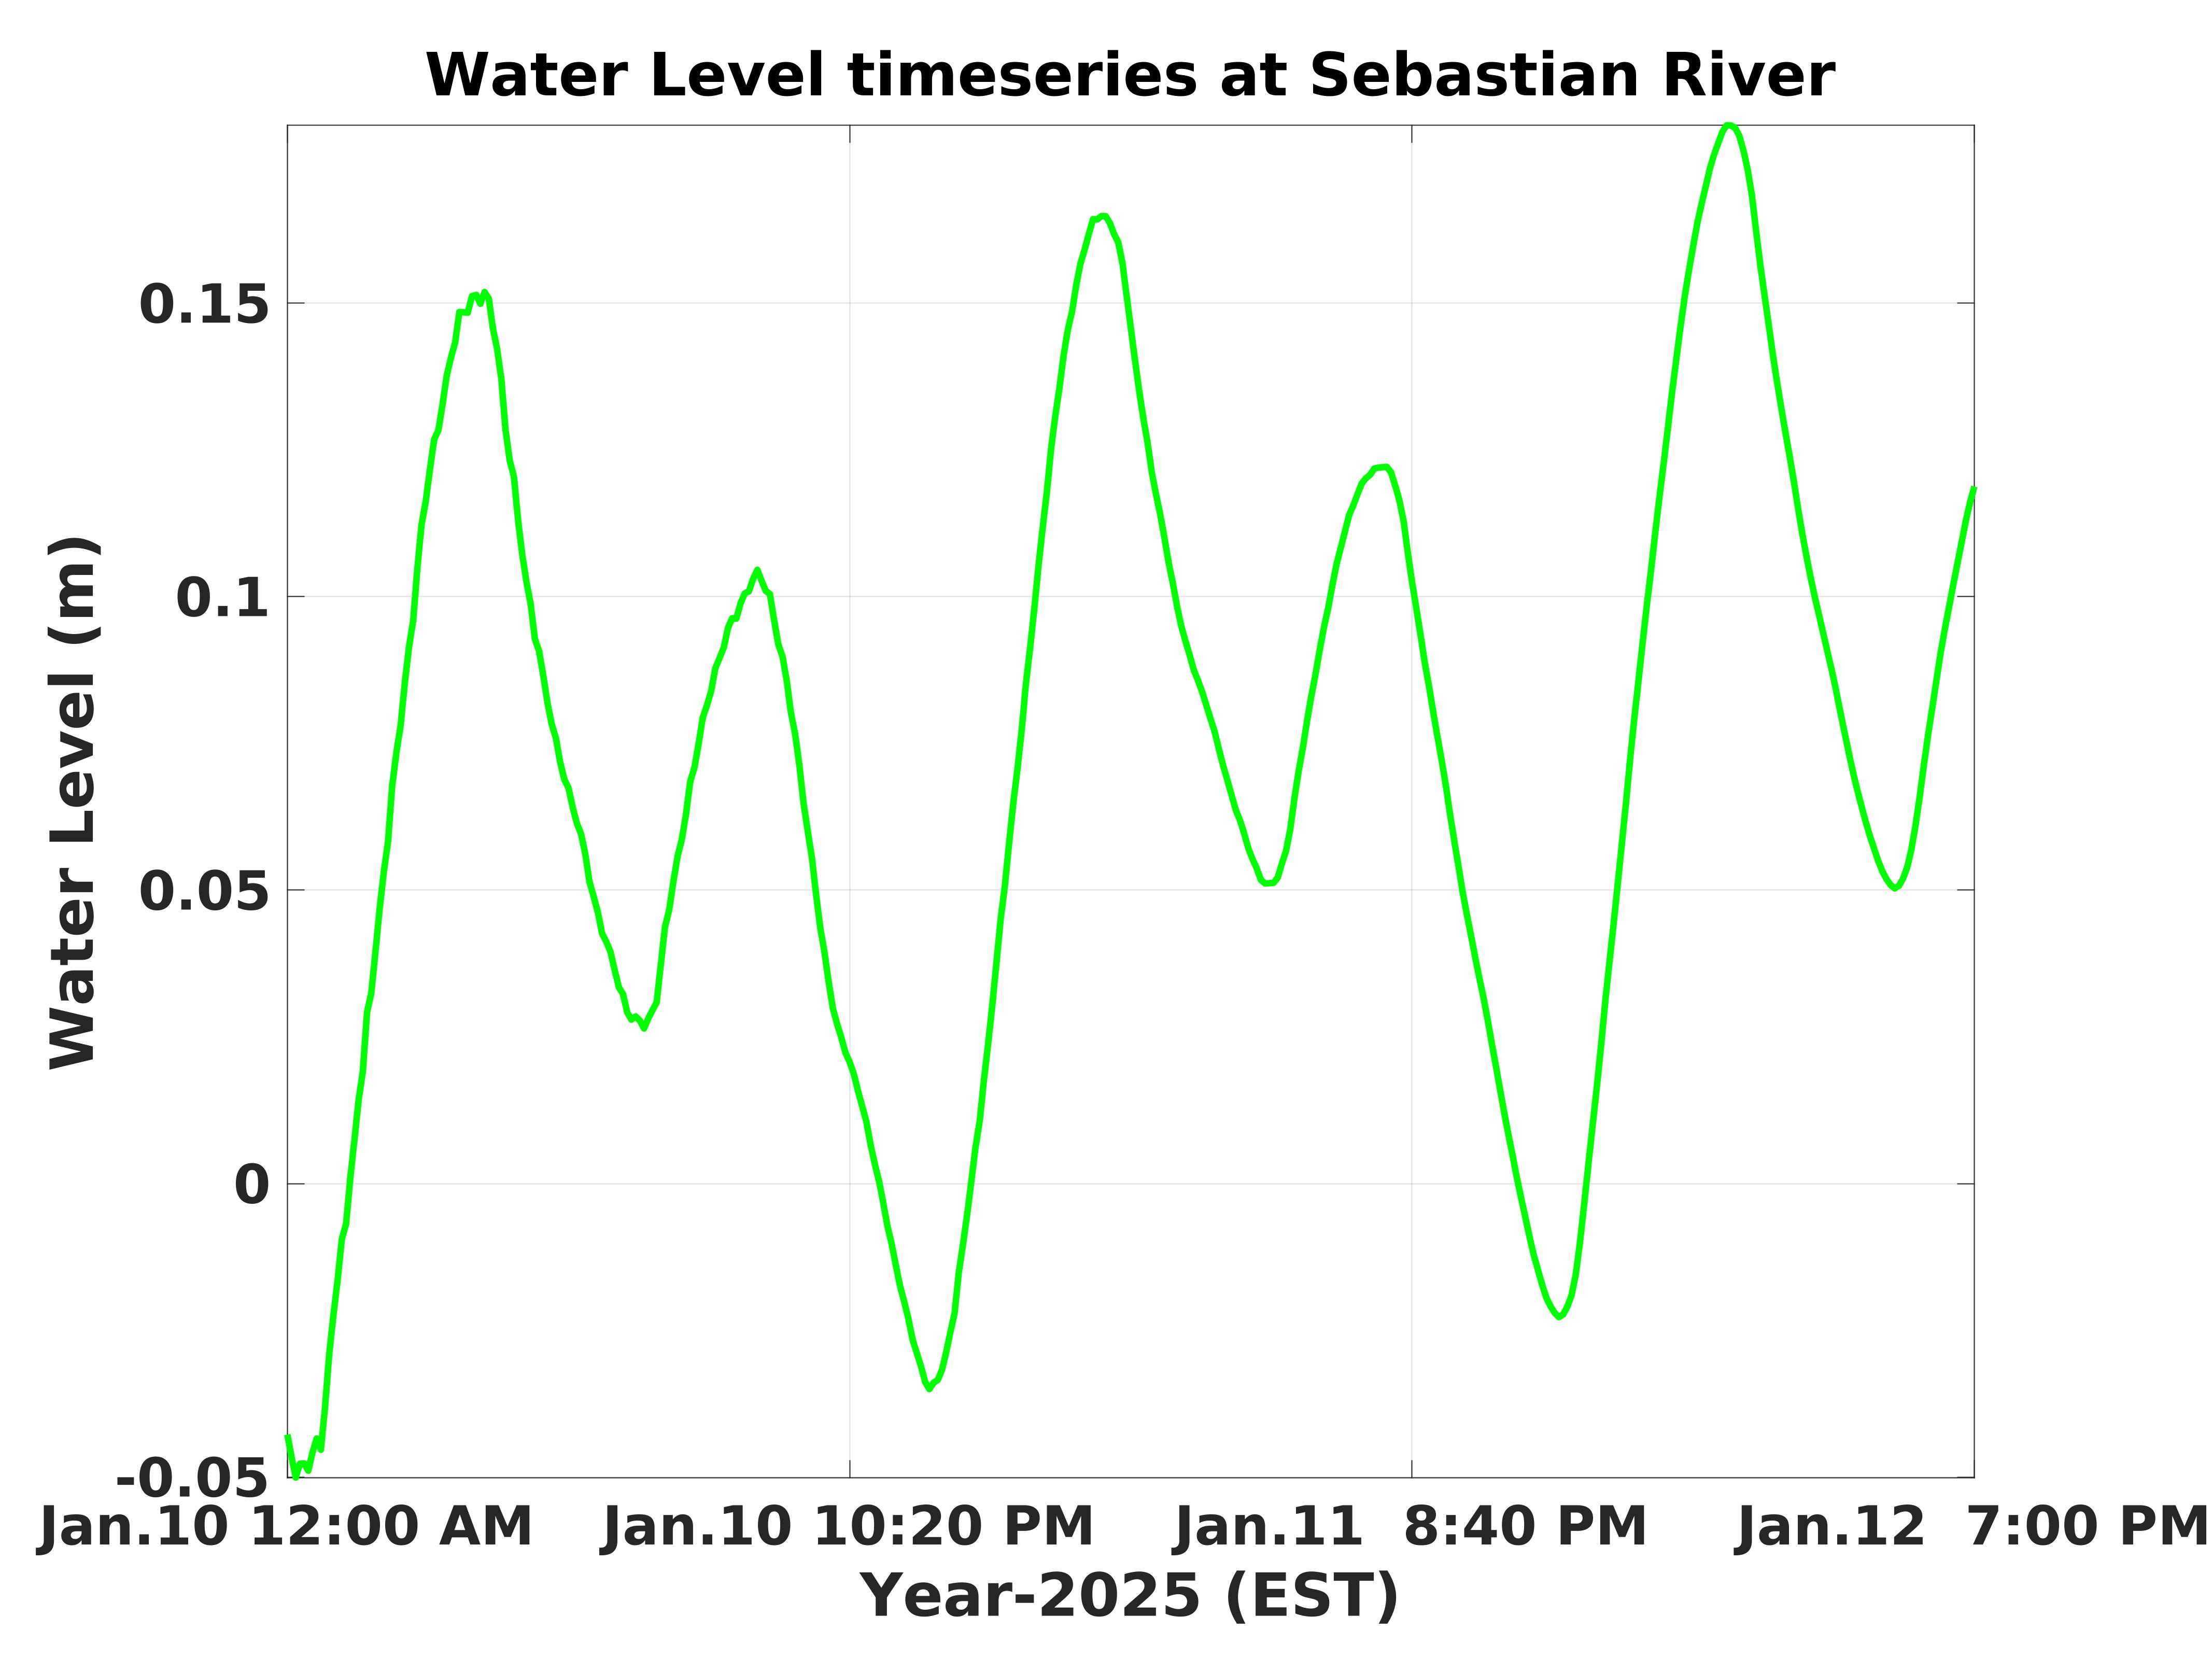 Water Level timeseries at Sebastian River
Water Level (m)
0.15
0.1
0.05
0
-0.05
Jan.10 12:00 AM Jan.10 10:20 PM Jan.11 8:40 PM Jan.12 7:00 PM
Year-2025 (EST)